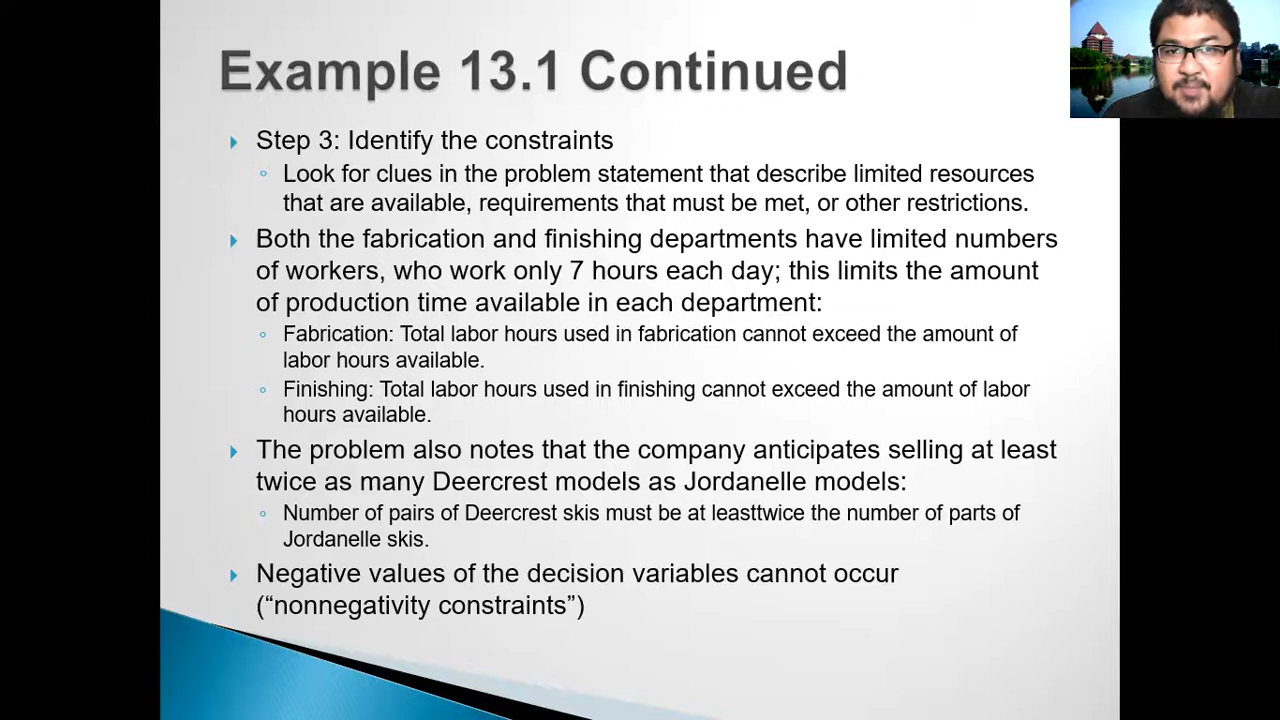 Example 13.1 Continued
Step 3: Identify the constraints
Look for clues in the problem statement that describe limited resources
that are available, requirements that must be met, or other restrictions.
Both the fabrication and finishing departments have limited numbers
of workers, who work only 7 hours each day; this limits the amount
of production time available in each department:
Fabrication: Total labor hours used in fabrication cannot exceed the amount of
labor hours available.
Finishing: Total labor hours used in finishing cannot exceed the amount of labor
hours available.
The problem also notes that the company anticipates selling at least
twice as many Deercrest models as Jordanelle models:
Number of pairs of Deercrest skis must be at leasttwice the number of parts of
Jordanelle skis.
Negative values of the decision variables cannot occur
(“nonnegativity constraints”)